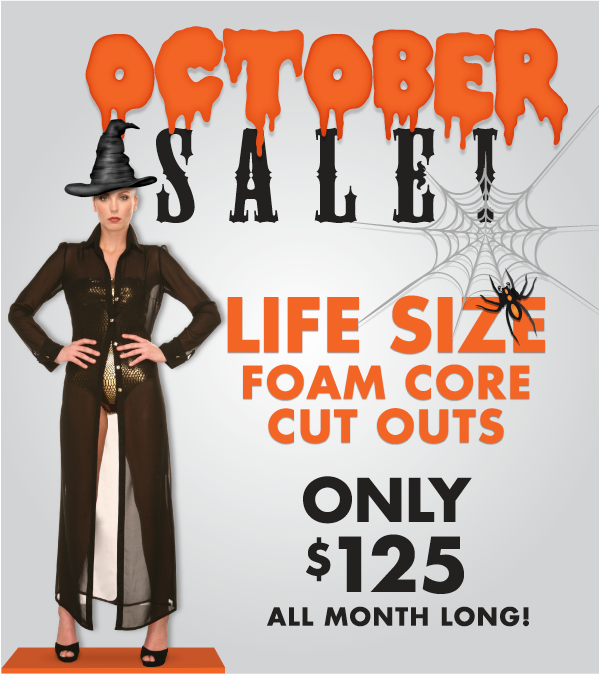 OCTOBER
SALE!
LIFE SIZE
FOAM CORE
CUT OUTS
ONLY
$125
ALL MONTH LONG!